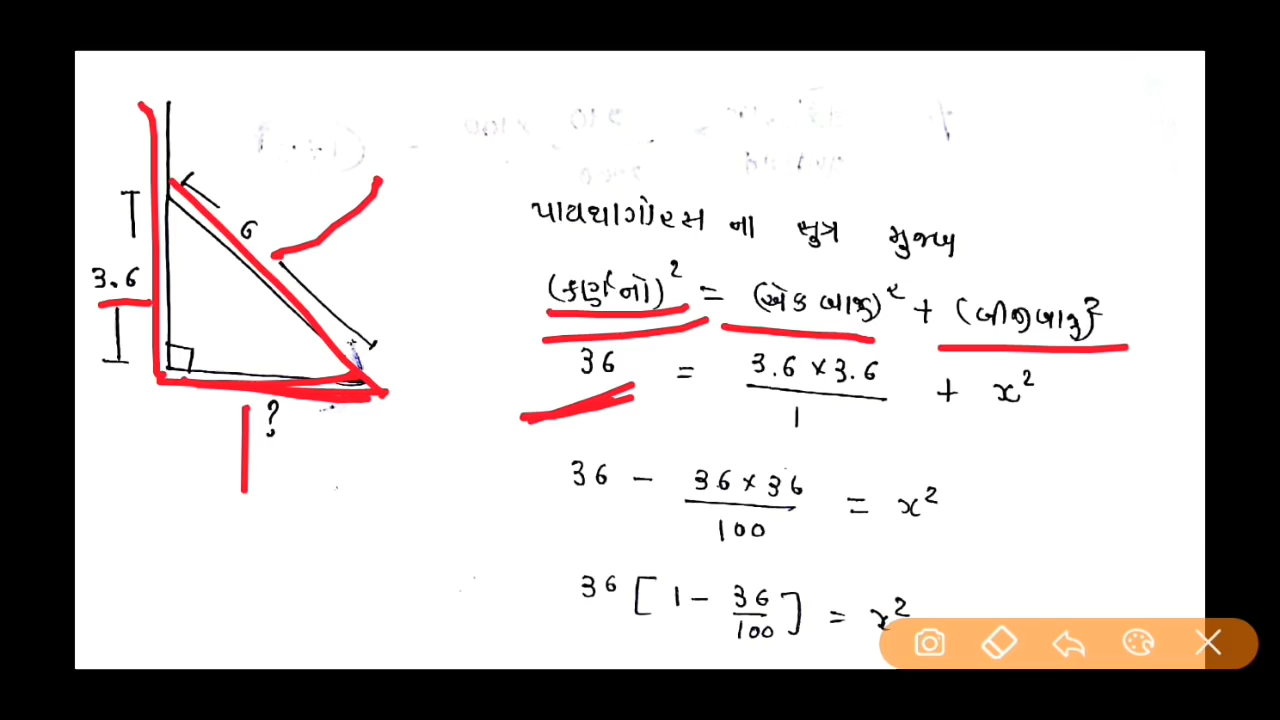 પાયથાગોરસ ના સુત્ર મુજબ
(કર્ણનો)² = (એક બાજુ)² + (બીજીબાજુ)²
36 = 3.6 × 3.6 / 1 + x²
36 - 36 × 36 / 100 = x²
36 [ 1 - 36 / 100 ] = x²
6
3.6
?